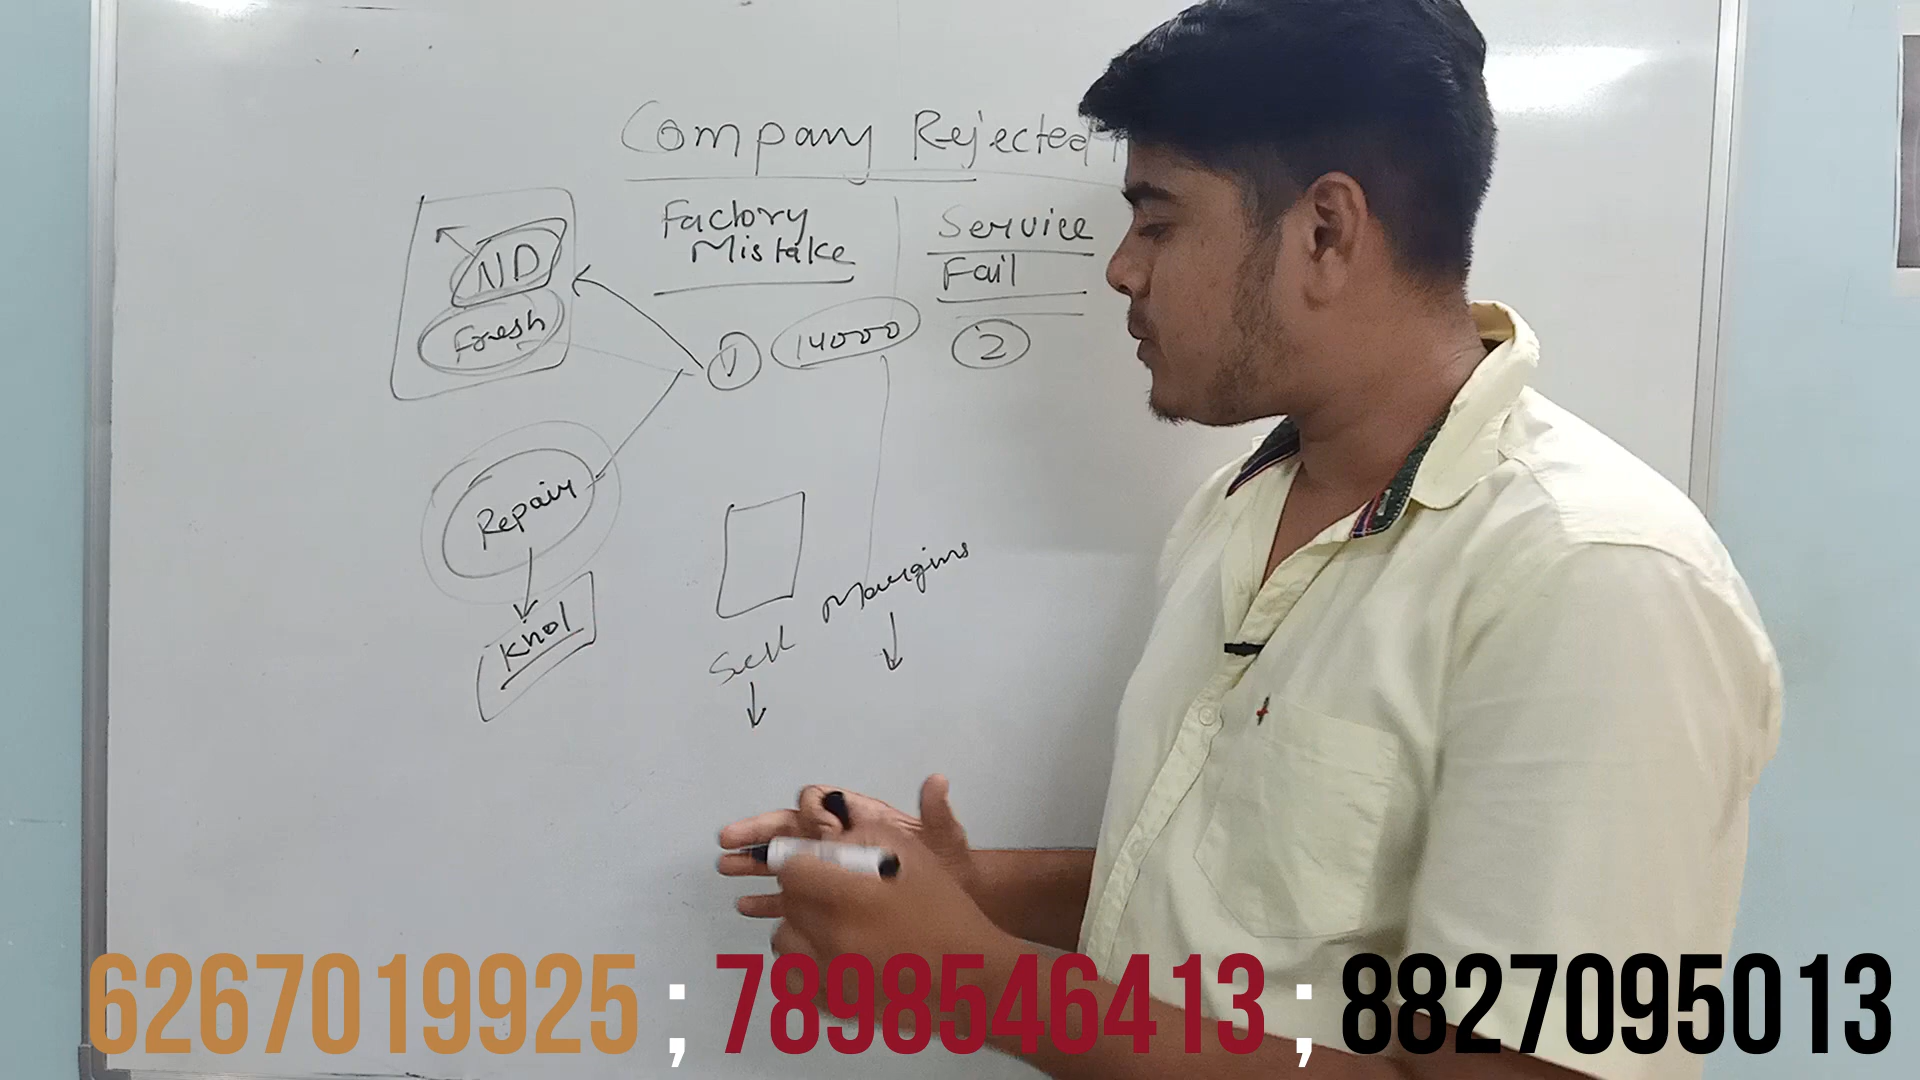 Company Rejected
Factory
Mistake
Service
Fail
ND
Fresh
1
14000
2
Repair
Khol
Sell
Margins
6267019925 ; 7898546413 ; 8827095013